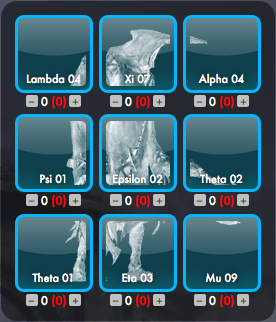 Lambda 04 Xi 07 Alpha 04
− 0 (0) + − 0 (0) + − 0 (0) +
Psi 01 Epsilon 02 Theta 02
− 0 (0) + − 0 (0) + − 0 (0) +
Theta 01 Eta 03 Mu 09
− 0 (0) + − 0 (0) + − 0 (0) +